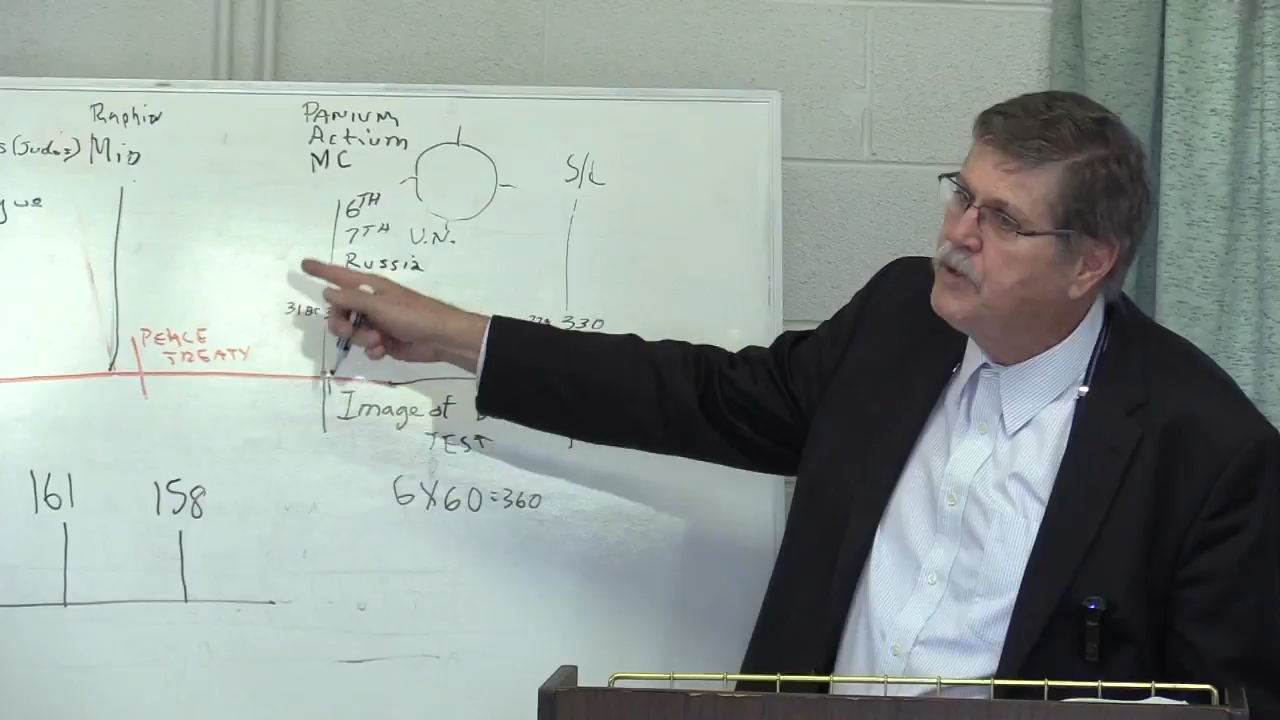 Raphia
s (Judas) Mid
PANIUM
Actium
MC
S/L
6TH
7TH
U.N.
Russia
31BC
330
PEACE
TREATY
Image of
TEST
161
158
6X60=360